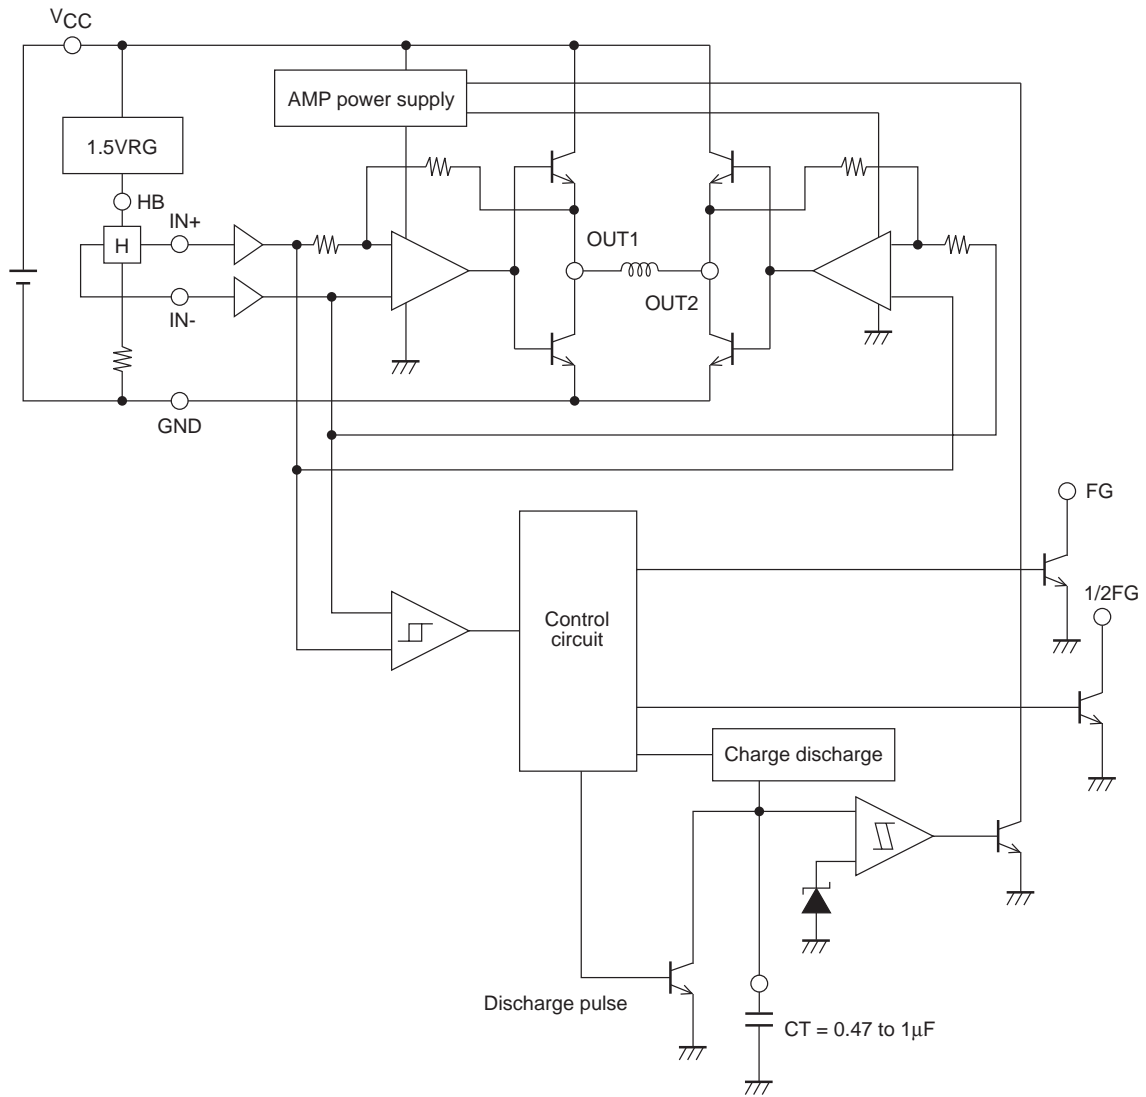 VCC
AMP power supply
1.5VRG
HB
IN+
H
OUT1
IN-
OUT2
GND
FG
1/2FG
Control
circuit
Charge discharge
Discharge pulse
CT = 0.47 to 1μF